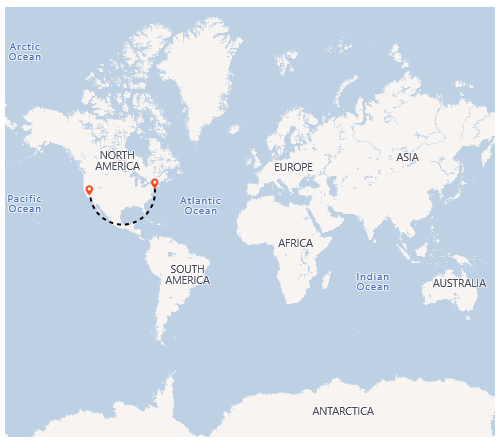 Arctic
Ocean
NORTH
AMERICA
EUROPE
ASIA
Pacific
Ocean
Atlantic
Ocean
AFRICA
SOUTH
AMERICA
Indian
Ocean
AUSTRALIA
ANTARCTICA